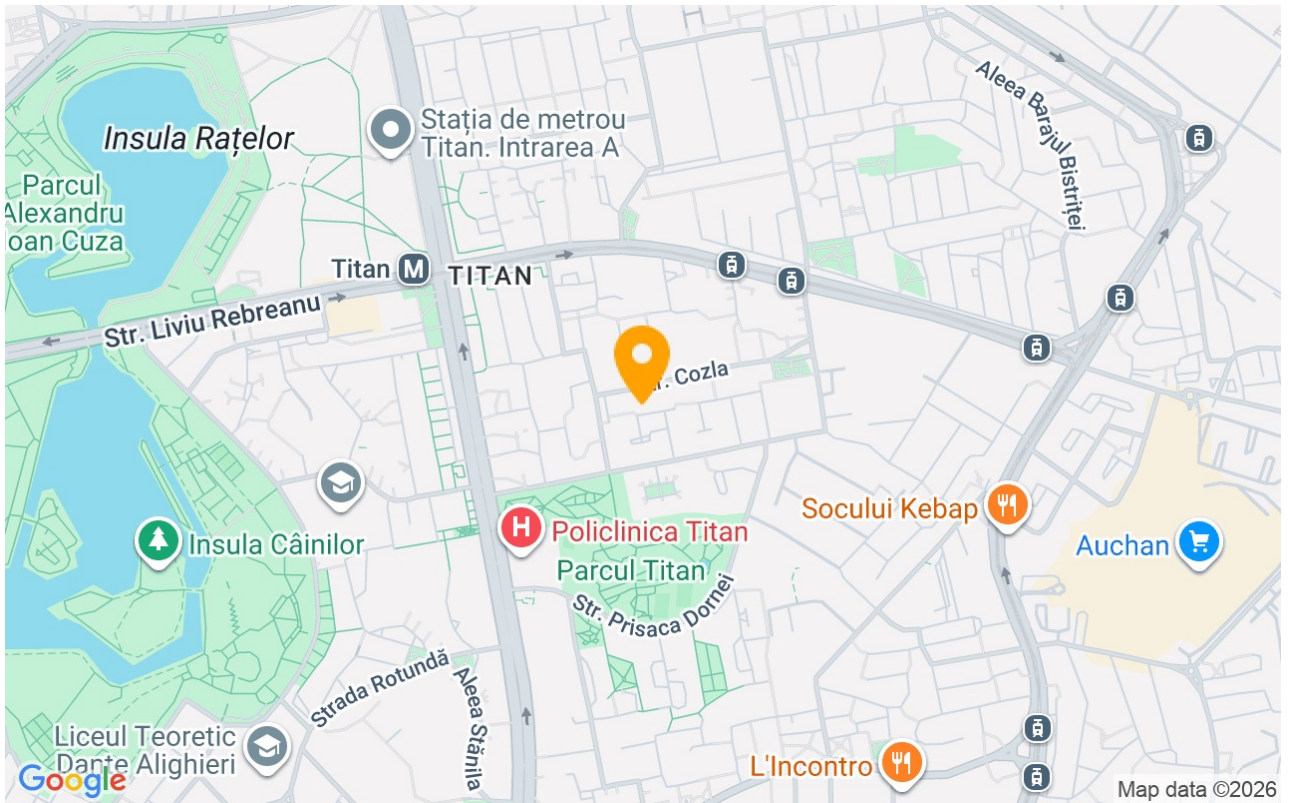 Aleea Barajul Bistriței
Stația de metrou
Titan. Intrarea A
Insula Rațelor
Parcul
Alexandru
Ioan Cuza
Titan M
TITAN
Str. Liviu Rebreanu
Cozla
Socului Kebap
H
Policlinica Titan
Auchan
Insula Câinilor
Parcul Titan
Str. Prisaca Dornei
Strada Rotundă
Aleea Stănila
Liceul Teoretic
Dante Alighieri
L'Incontro
Google
Map data ©2026